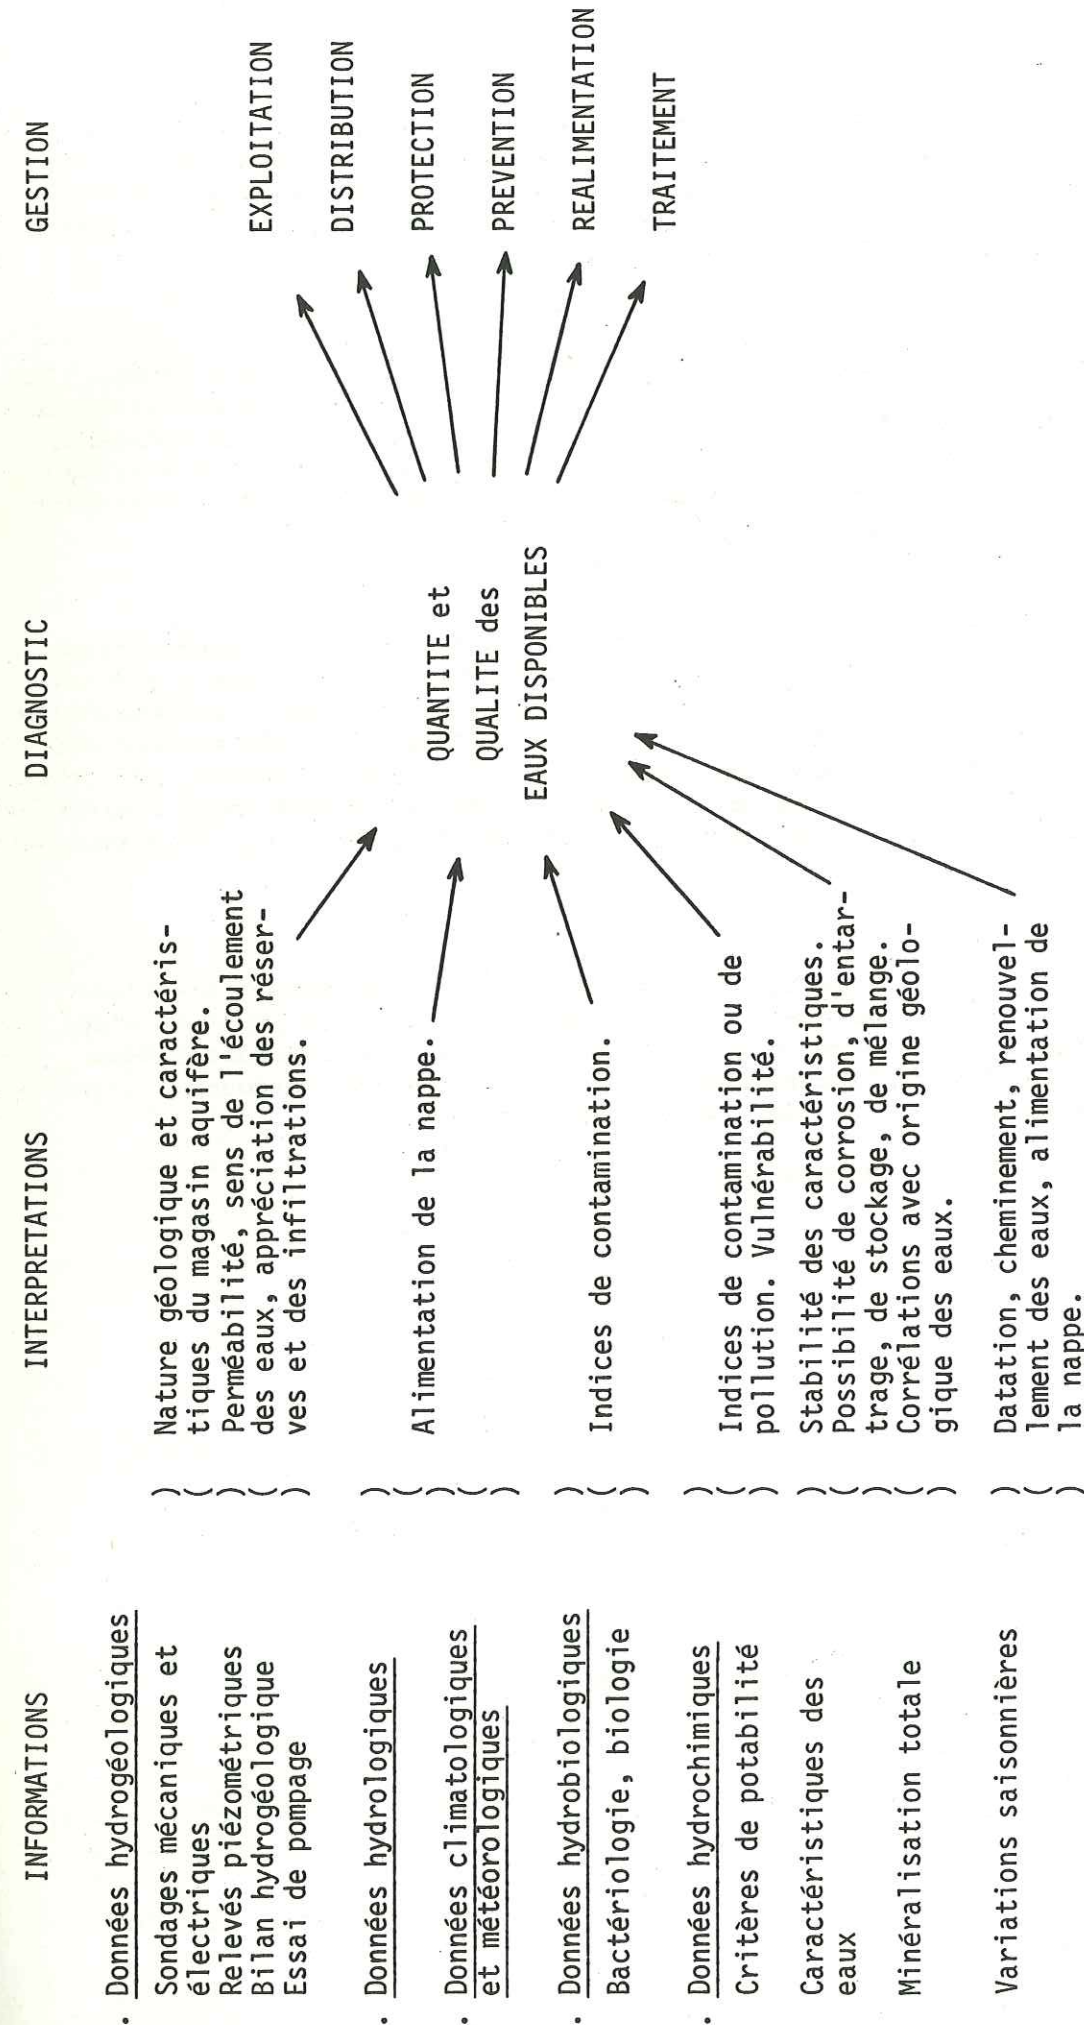 INFORMATIONS
INTERPRETATIONS
DIAGNOSTIC
GESTION
. Données hydrogéologiques
Sondages mécaniques et
électriques
Relevés piézométriques
Bilan hydrogéologique
Essai de pompage
. Données hydrologiques
. Données climatologiques
et météorologiques
. Données hydrobiologiques
Bactériologie, biologie
. Données hydrochimiques
Critères de potabilité
Caractéristiques des
eaux
Minéralisation totale
Variations saisonnières
Nature géologique et caractéris-
tiques du magasin aquifère.
Perméabilité, sens de l'écoulement
des eaux, appréciation des réser-
ves et des infiltrations.
Alimentation de la nappe.
Indices de contamination.
Indices de contamination ou de
pollution. Vulnérabilité.
Stabilité des caractéristiques.
Possibilité de corrosion, d'entar-
trage, de stockage, de mélange.
Corrélations avec origine géolo-
gique des eaux.
Datation, cheminement, renouvel-
lement des eaux, alimentation de
la nappe.
QUANTITE et
QUALITE des
EAUX DISPONIBLES
EXPLOITATION
DISTRIBUTION
PROTECTION
PREVENTION
REALIMENTATION
TRAITEMENT